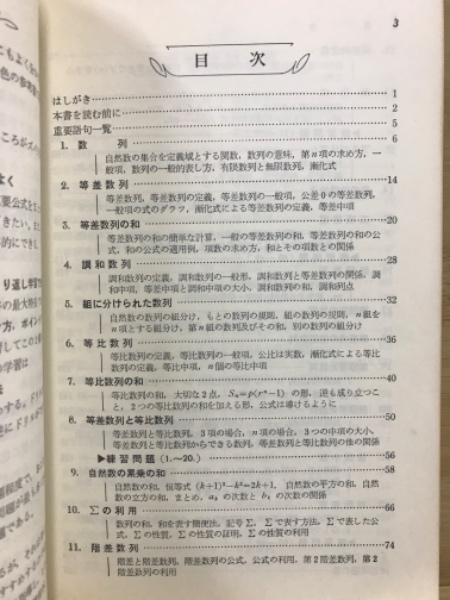 3
目 次
はしがき 1
本書を読む前に 2
重要語句一覧 5
1. 数 列 6
自然数の集合を定義域とする関数，数列の意味，第n項の求め方，一
般項，数列の一般的表し方，有限数列と無限数列，漸化式
2. 等差数列 14
等差数列，等差数列の定義，等差数列の一般項，公差0の等差数列，
一般項の式のグラフ，漸化式による等差数列の定義，等差中項
3. 等差数列の和 20
等差数列の和の簡単な計算，一般の等差数列の和，等差数列の和の公
式，和の公式の適用例，項数の求め方，和とその項数との関係
4. 調和数列 28
調和数列の定義，調和数列の一般形，調和数列と等差数列の関係，調
和中項，等差中項と調和中項の大小，調和数列の和，調和列点
5. 組に分けられた数列 32
自然数の数列の組分け，もとの数列の規則，組の数列の規則，n組を
n項とする組分け，第n組の数列及びその和，別の数列の組分け
6. 等比数列 36
等比数列の定義，等比数列の一般項，公比は実数，漸化式による等比
数列の定義，等比中項，n個の等比中項
7. 等比数列の和 40
等比数列の和，大切な2点，Sₙ=p(rⁿ−1) の形，逆も成り立つこ
と，2つの等比数列の和を加える形，公式は導けるように
8. 等差数列と等比数列 50
等差数列と等比数列，3項の場合，n項の場合，3つの中項の大小，
等差数列と等比数列からできる数列，等差数列と等比数列の他の関係
▶練習問題(1.～20.) 56
9. 自然数の累乗の和 58
自然数の和，恒等式 (k+1)²−k²=2k+1，自然数の平方の和，自然
数の立方の和，まとめ，aₖ の次数と bₖ の次数の関係
10. Σの利用 66
数列の和，和を表す簡便法，記号 Σ，Σ で表す方法，Σ で表した公
式，Σ の性質，Σ の性質の証明，Σ の性質の利用
11. 階差数列 74
階差と階差数列，階差数列の公式，公式の利用，第2階差数列，第2
階差数列の利用